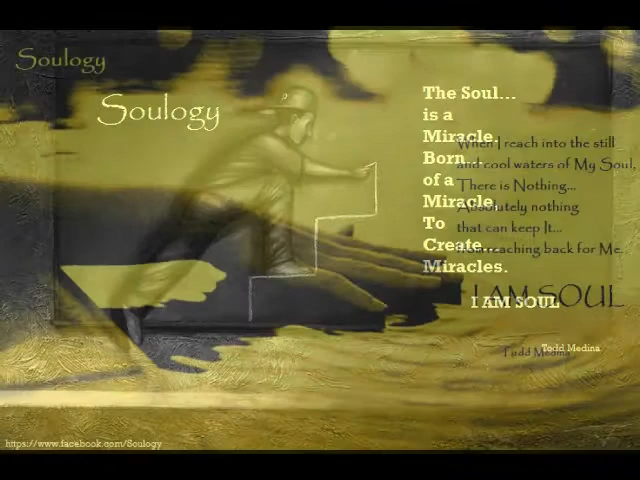 Soulogy
Soulogy
The Soul...
is a
Miracle
Born...
of a
Miracle,
To
Create...
Miracles.
I AM SOUL
Todd Medina
When I reach into the still
and cool waters of My Soul,
There is Nothing...
Absolutely nothing
that can keep It...
from reaching back for Me.
I AM SOUL
Todd Medina
https://www.facebook.com/Soulogy